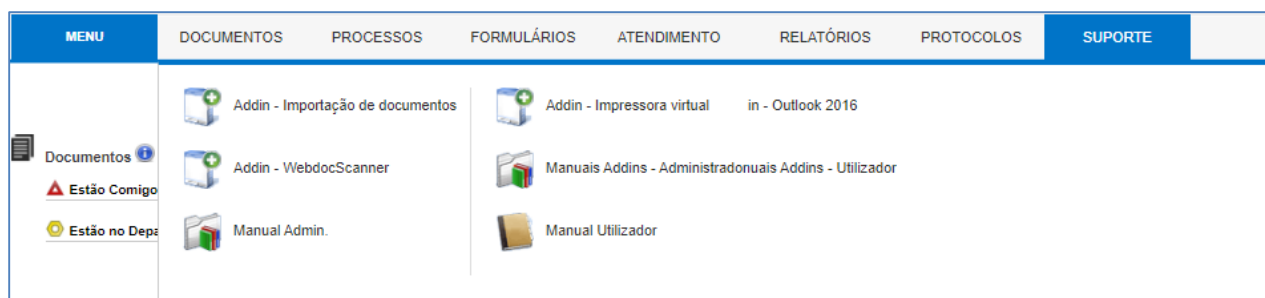 MENU DOCUMENTOS PROCESSOS FORMULÁRIOS ATENDIMENTO RELATÓRIOS PROTOCOLOS SUPORTE
Addin - Importação de documentos Addin - Impressora virtual in - Outlook 2016
Documentos
Addin - WebdocScanner Manuais Addins - Administradonuais Addins - Utilizador
Estão Comigo
Estão no Depa
Manual Admin. Manual Utilizador